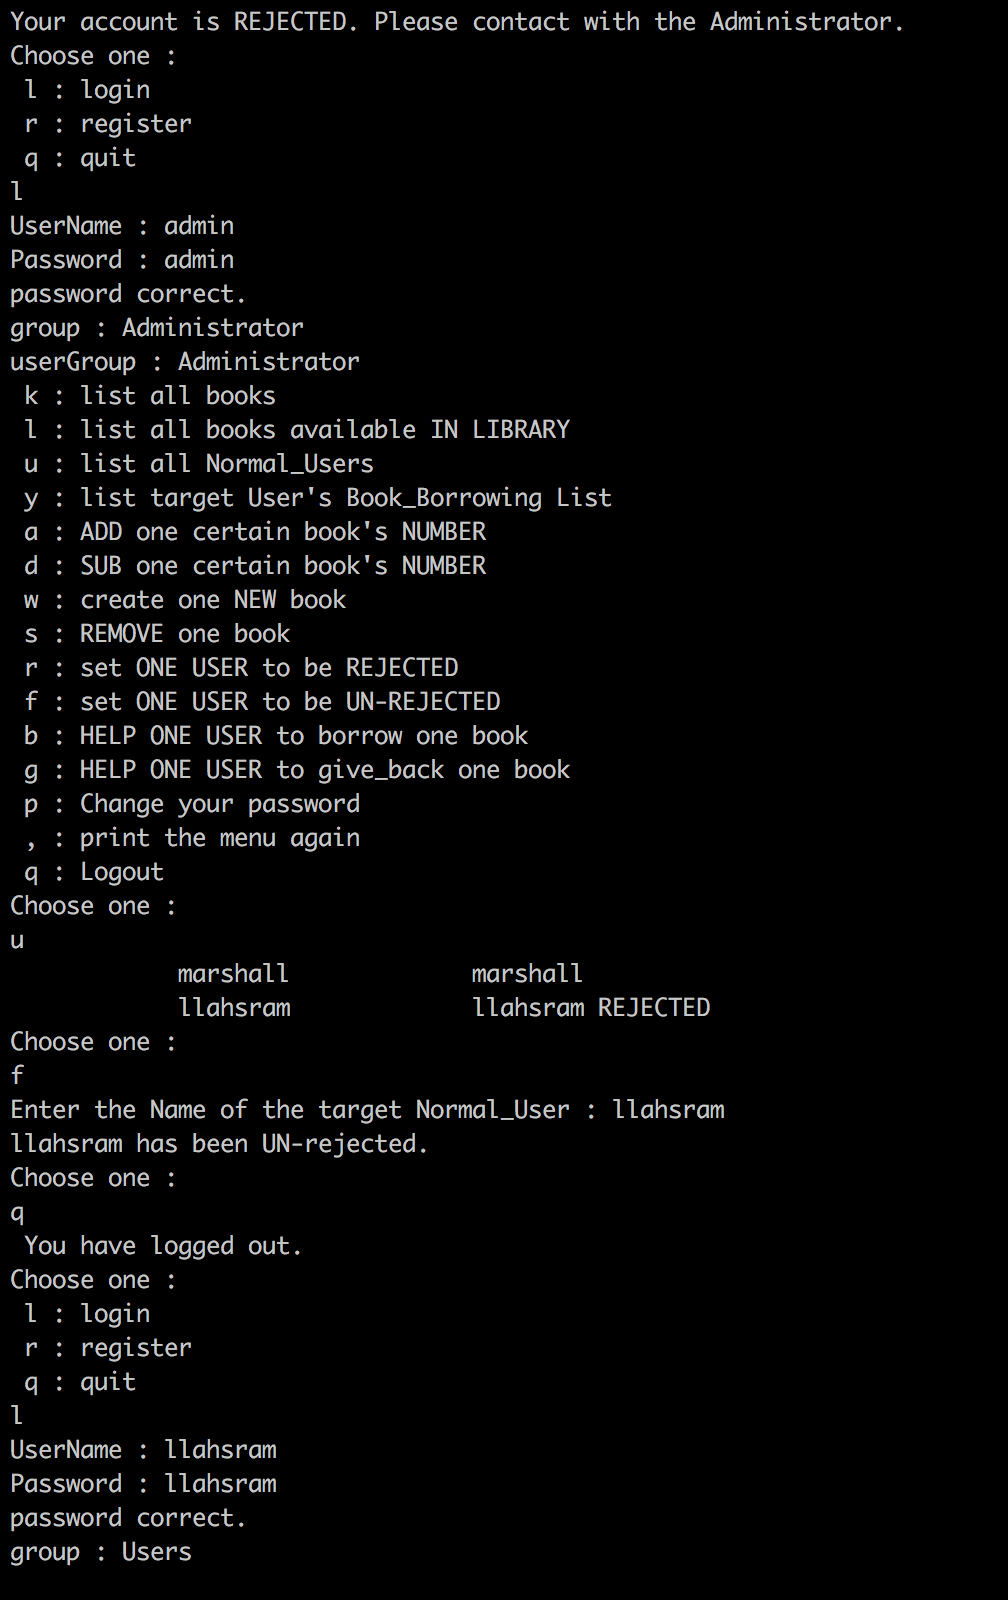 Your account is REJECTED. Please contact with the Administrator.
Choose one :
 l : login
 r : register
 q : quit
l
UserName : admin
Password : admin
password correct.
group : Administrator
userGroup : Administrator
 k : list all books
 l : list all books available IN LIBRARY
 u : list all Normal_Users
 y : list target User's Book_Borrowing List
 a : ADD one certain book's NUMBER
 d : SUB one certain book's NUMBER
 w : create one NEW book
 s : REMOVE one book
 r : set ONE USER to be REJECTED
 f : set ONE USER to be UN-REJECTED
 b : HELP ONE USER to borrow one book
 g : HELP ONE USER to give_back one book
 p : Change your password
 , : print the menu again
 q : Logout
Choose one :
u
            marshall             marshall
            llahsram             llahsram REJECTED
Choose one :
f
Enter the Name of the target Normal_User : llahsram
llahsram has been UN-rejected.
Choose one :
q
 You have logged out.
Choose one :
 l : login
 r : register
 q : quit
l
UserName : llahsram
Password : llahsram
password correct.
group : Users